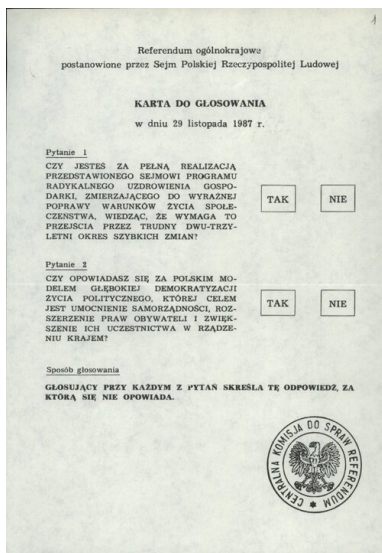 1
Referendum ogólnokrajowe
postanowione przez Sejm Polskiej Rzeczypospolitej Ludowej
KARTA DO GŁOSOWANIA
w dniu 29 listopada 1987 r.
Pytanie 1
CZY JESTEŚ ZA PEŁNĄ REALIZACJĄ
PRZEDSTAWIONEGO SEJMOWI PROGRAMU
RADYKALNEGO UZDROWIENIA GOSPO-
DARKI, ZMIERZAJĄCEGO DO WYRAŹNEJ
POPRAWY WARUNKÓW ŻYCIA SPOŁE-
CZEŃSTWA, WIEDZĄC, ŻE WYMAGA TO
PRZEJŚCIA PRZEZ TRUDNY DWU-TRZY-
LETNI OKRES SZYBKICH ZMIAN?
TAK NIE
Pytanie 2
CZY OPOWIADASZ SIĘ ZA POLSKIM MO-
DELEM GŁĘBOKIEJ DEMOKRATYZACJI
ŻYCIA POLITYCZNEGO, KTÓREJ CELEM
JEST UMOCNIENIE SAMORZĄDNOŚCI, ROZ-
SZERZENIE PRAW OBYWATELI I ZWIĘK-
SZENIE ICH UCZESTNICTWA W RZĄDZE-
NIU KRAJEM?
TAK NIE
Sposób głosowania
GŁOSUJĄCY PRZY KAŻDYM Z PYTAŃ SKREŚLA TĘ ODPOWIEDŹ, ZA
KTÓRĄ SIĘ NIE OPOWIADA.
CENTRALNA KOMISJA DO SPRAW REFERENDUM